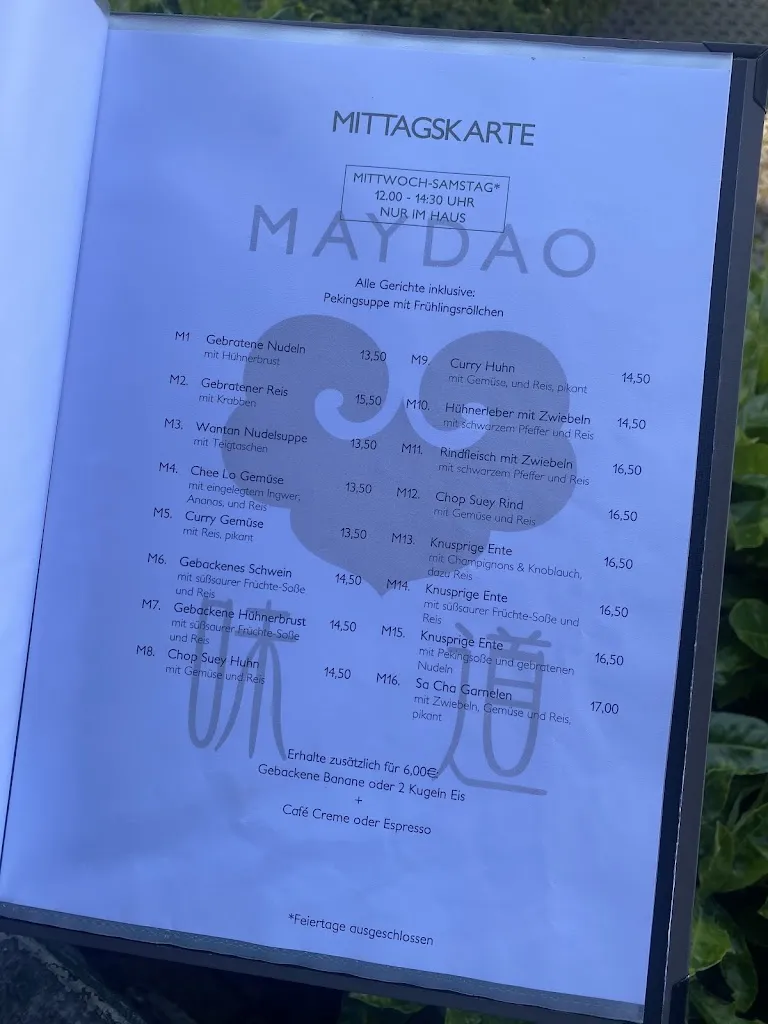 MITTAGSKARTE
MITTWOCH-SAMSTAG*
12.00 - 14:30 UHR
NUR IM HAUS
MAYDAO
Alle Gerichte inklusive:
Pekingsuppe mit Frühlingsröllchen
M1 Gebratene Nudeln 13,50
mit Hühnerbrust
M2. Gebratener Reis 15,50
mit Krabben
M3. Wantan Nudelsuppe 13,50
mit Teigtaschen
M4. Chee Lo Gemüse 13,50
mit eingelegtem Ingwer,
Ananos, und Reis
M5. Curry Gemüse 13,50
mit Reis, pikant
M6. Gebackenes Schwein 14,50
mit süßsaurer Früchte-Soße
und Reis
M7. Gebackene Hühnerbrust 14,50
mit süßsaurer Früchte-Soße
und Reis
M8. Chop Suey Huhn 14,50
mit Gemüse und Reis
M9. Curry Huhn 14,50
mit Gemüse, und Reis, pikant
M10. Hühnerleber mit Zwiebeln 14,50
mit schwarzem Pfeffer und Reis
M11. Rindfleisch mit Zwiebeln 16,50
mit schwarzem Pfeffer und Reis
M12. Chop Suey Rind 16,50
mit Gemüse und Reis
M13. Knusprige Ente 16,50
mit Champignons & Knoblauch,
dazu Reis
M14. Knusprige Ente 16,50
mit süßsaurer Früchte-Soße und
Reis
M15. Knusprige Ente 16,50
mit Pekingsoße und gebratenen
Nudeln
M16. Sa Cha Garnelen 17,00
mit Zwiebeln, Gemüse und Reis,
pikant
味道
Erhalte zusätzlich für 6,00€:
Gebackene Banane oder 2 Kugeln Eis
+
Café Creme oder Espresso
*Feiertage ausgeschlossen